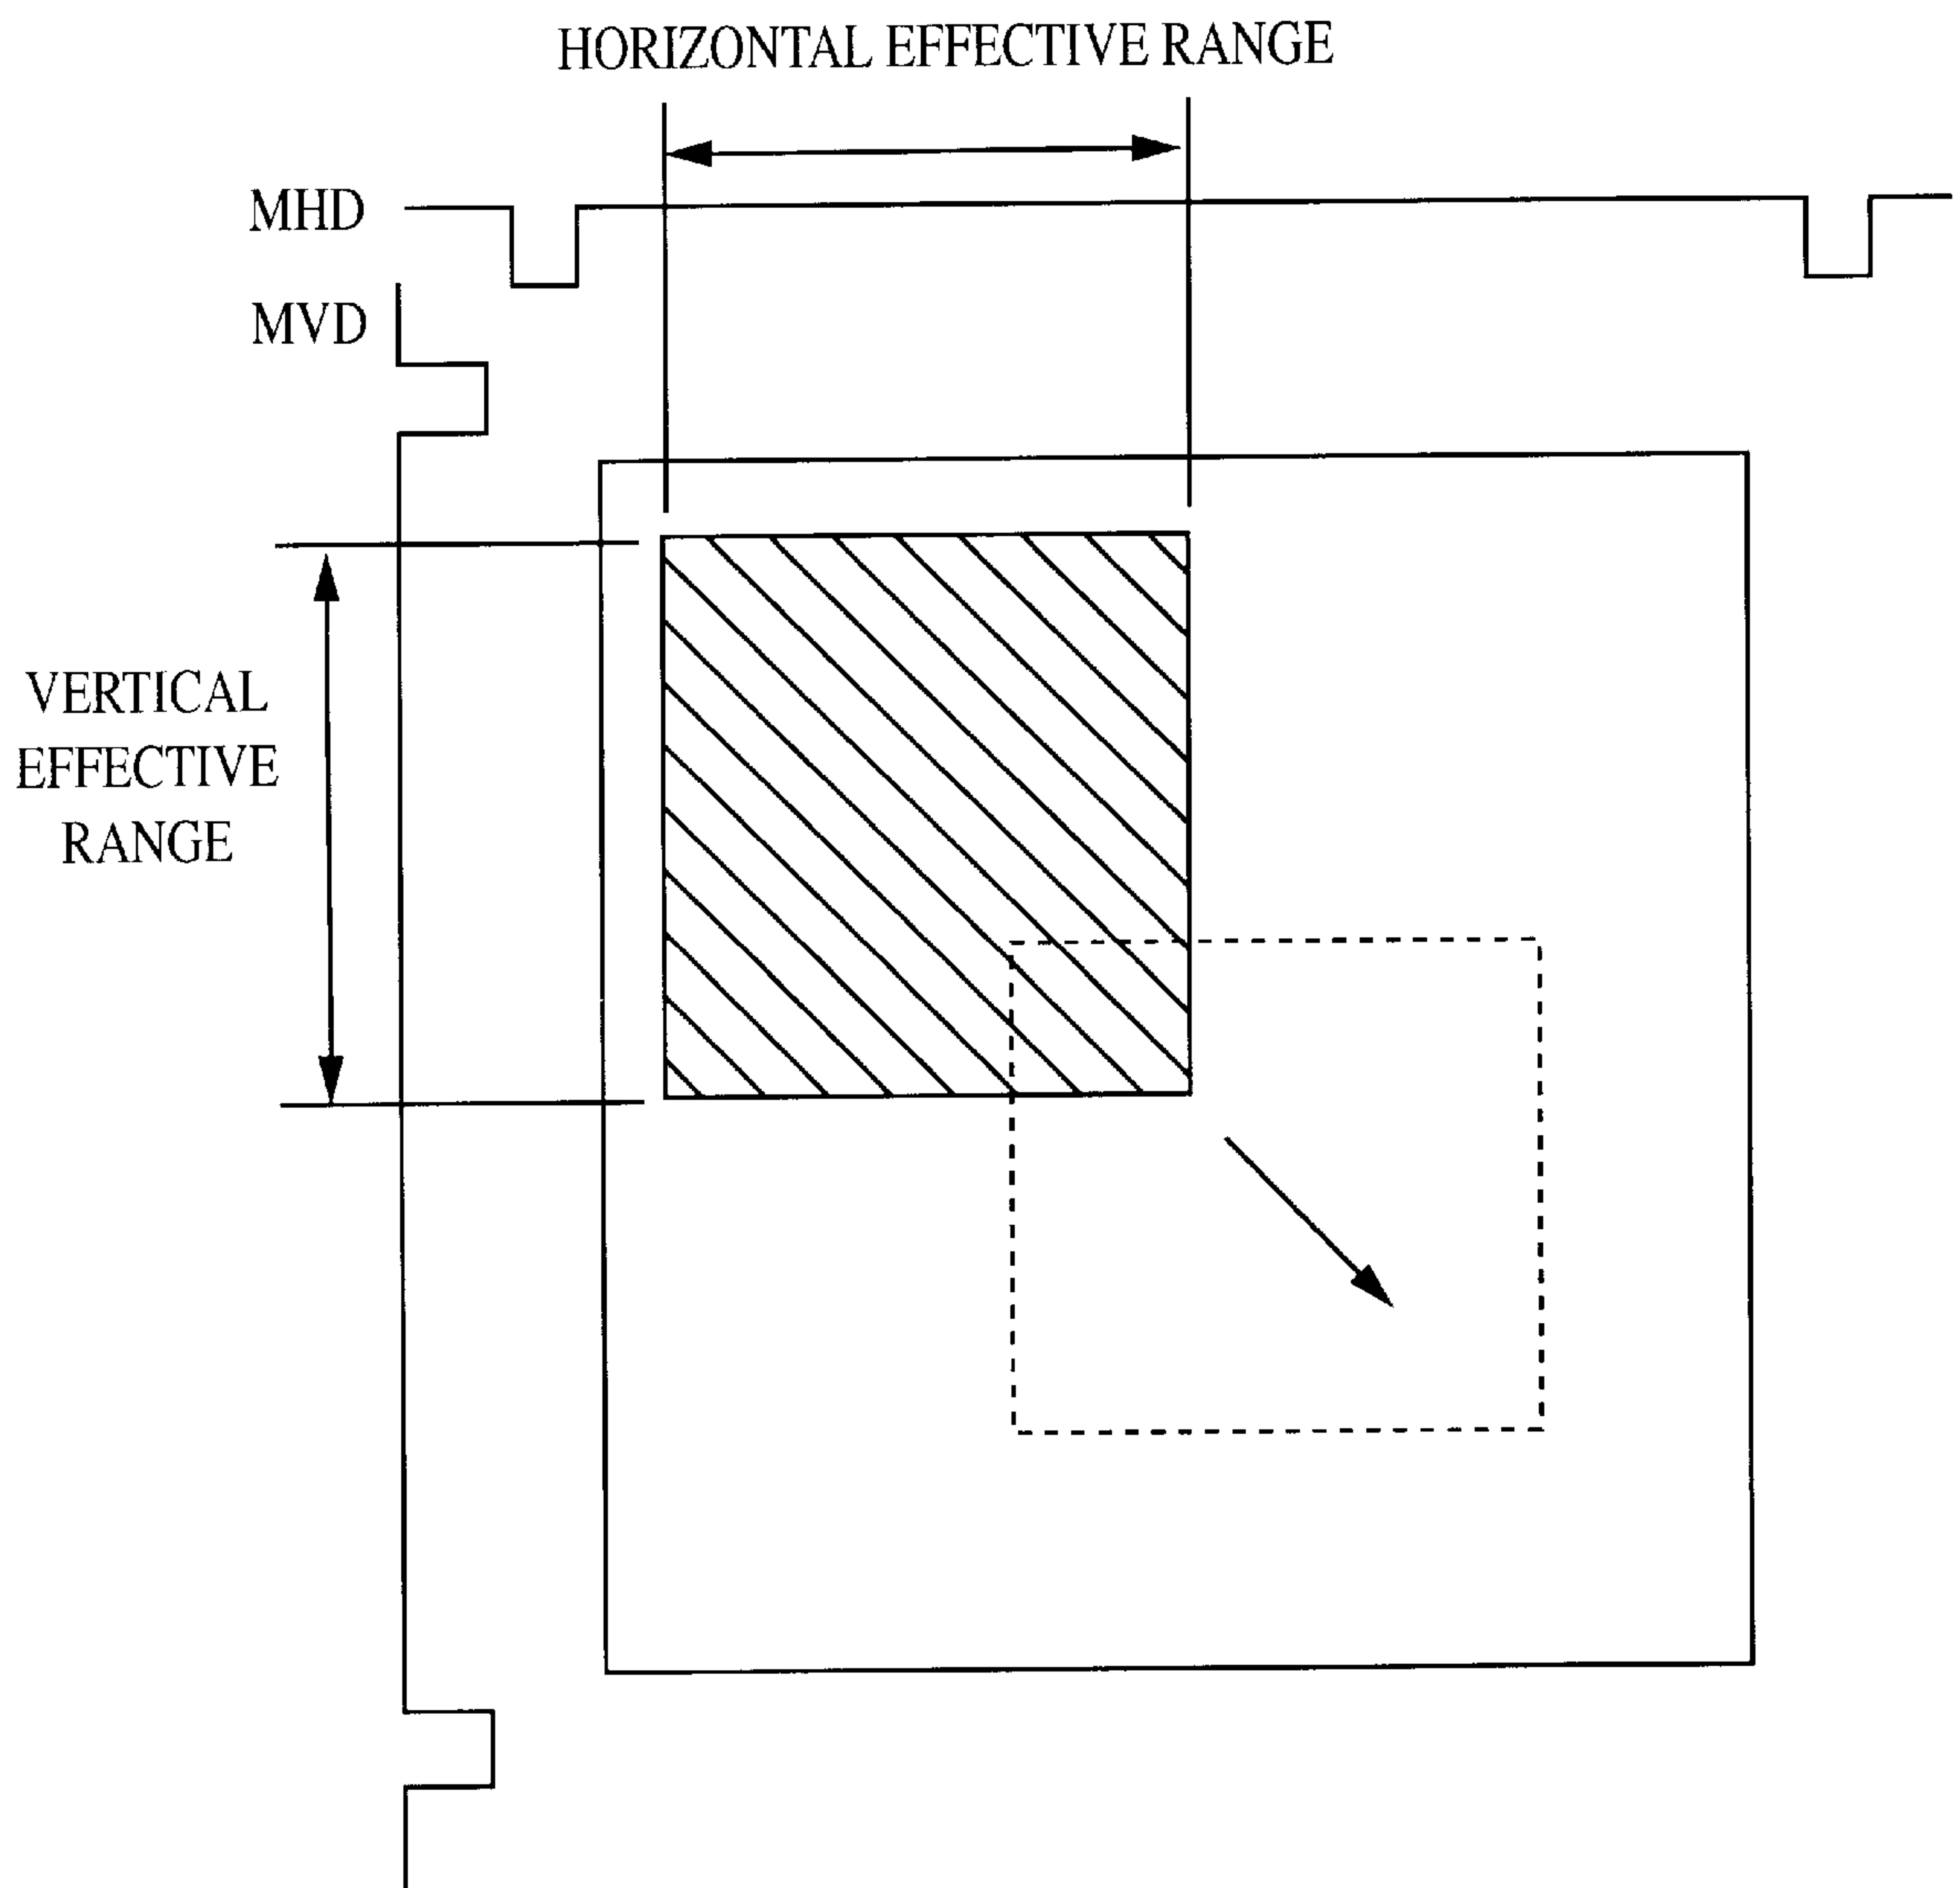 HORIZONTAL EFFECTIVE RANGE
MHD
MVD
VERTICAL
EFFECTIVE
RANGE